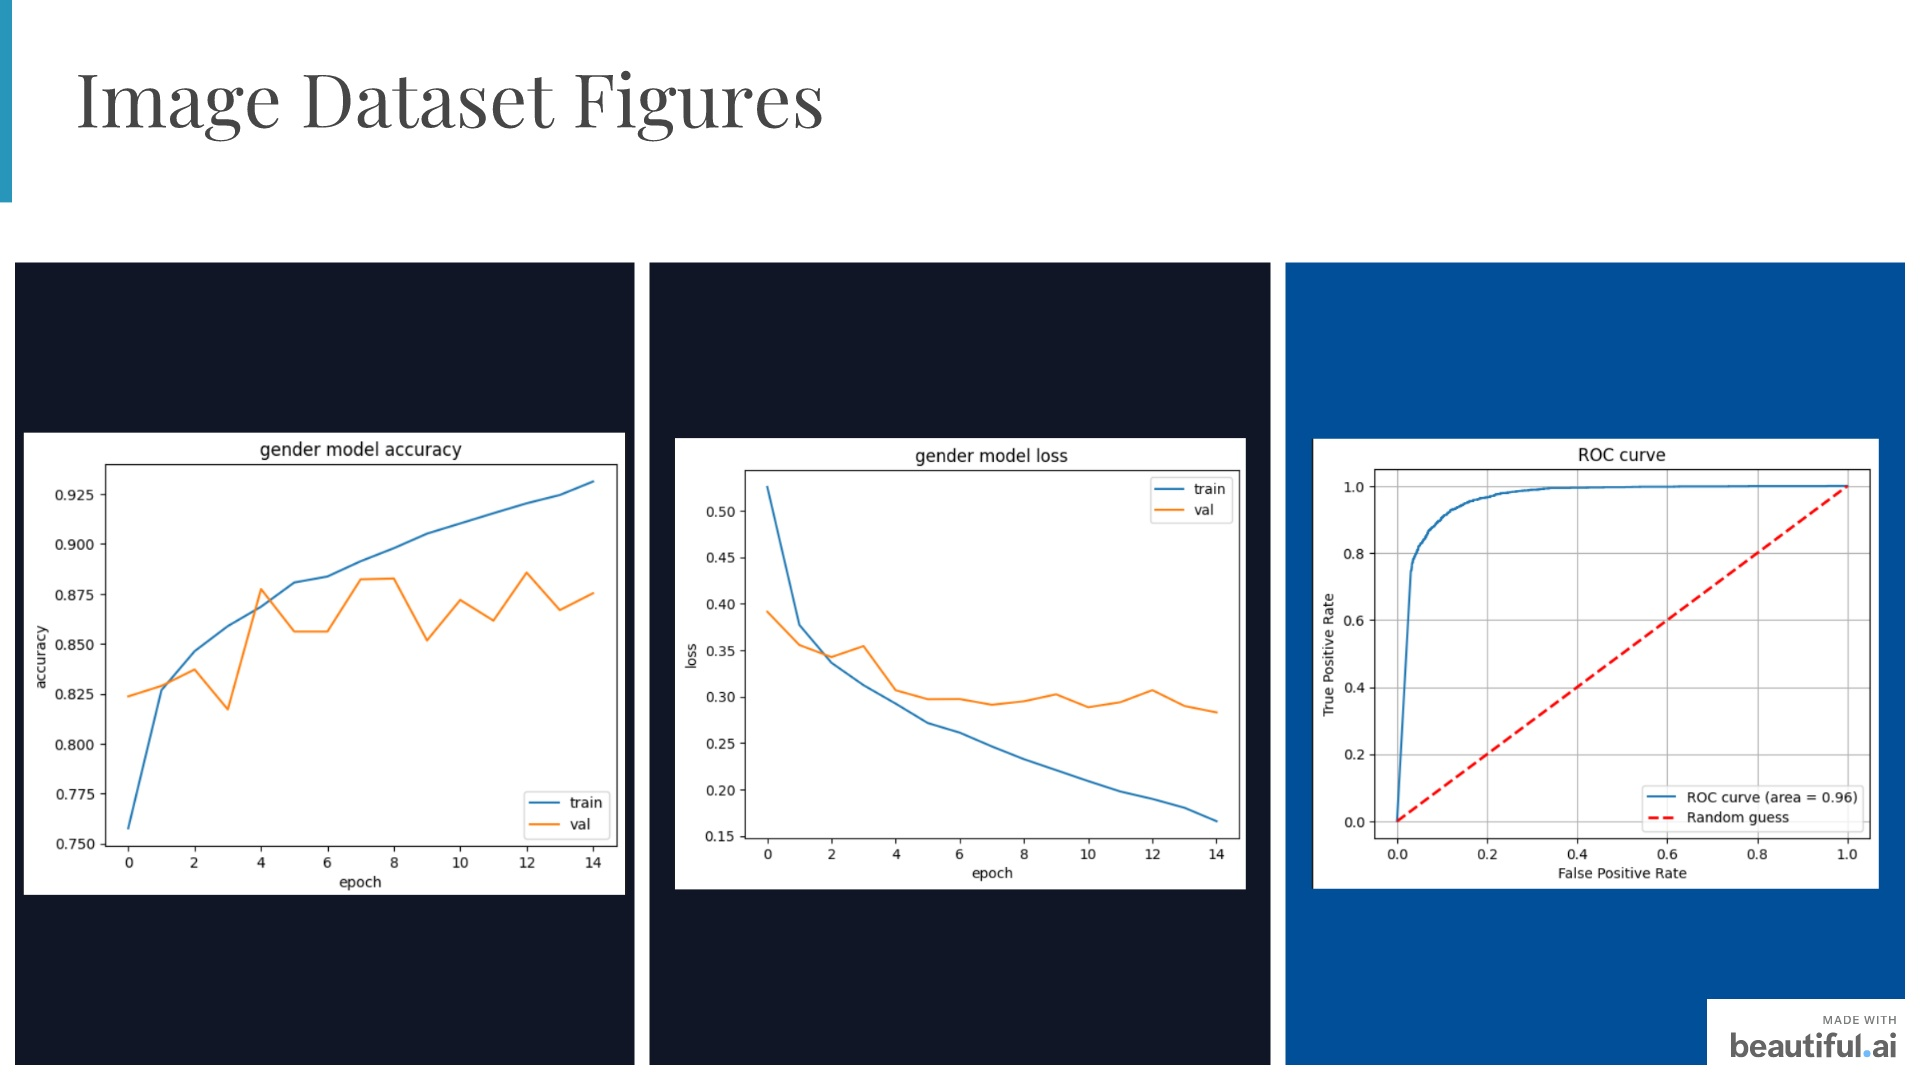 Image Dataset Figures
gender model accuracy
0.925
0.900
0.875
0.850
0.825
0.800
0.775
0.750
accuracy
train
val
0 2 4 6 8 10 12 14
epoch
gender model loss
0.50
0.45
0.40
0.35
0.30
0.25
0.20
0.15
loss
train
val
0 2 4 6 8 10 12 14
epoch
ROC curve
1.0
0.8
0.6
0.4
0.2
0.0
True Positive Rate
ROC curve (area = 0.96)
Random guess
0.0 0.2 0.4 0.6 0.8 1.0
False Positive Rate
MADE WITH
beautiful.ai